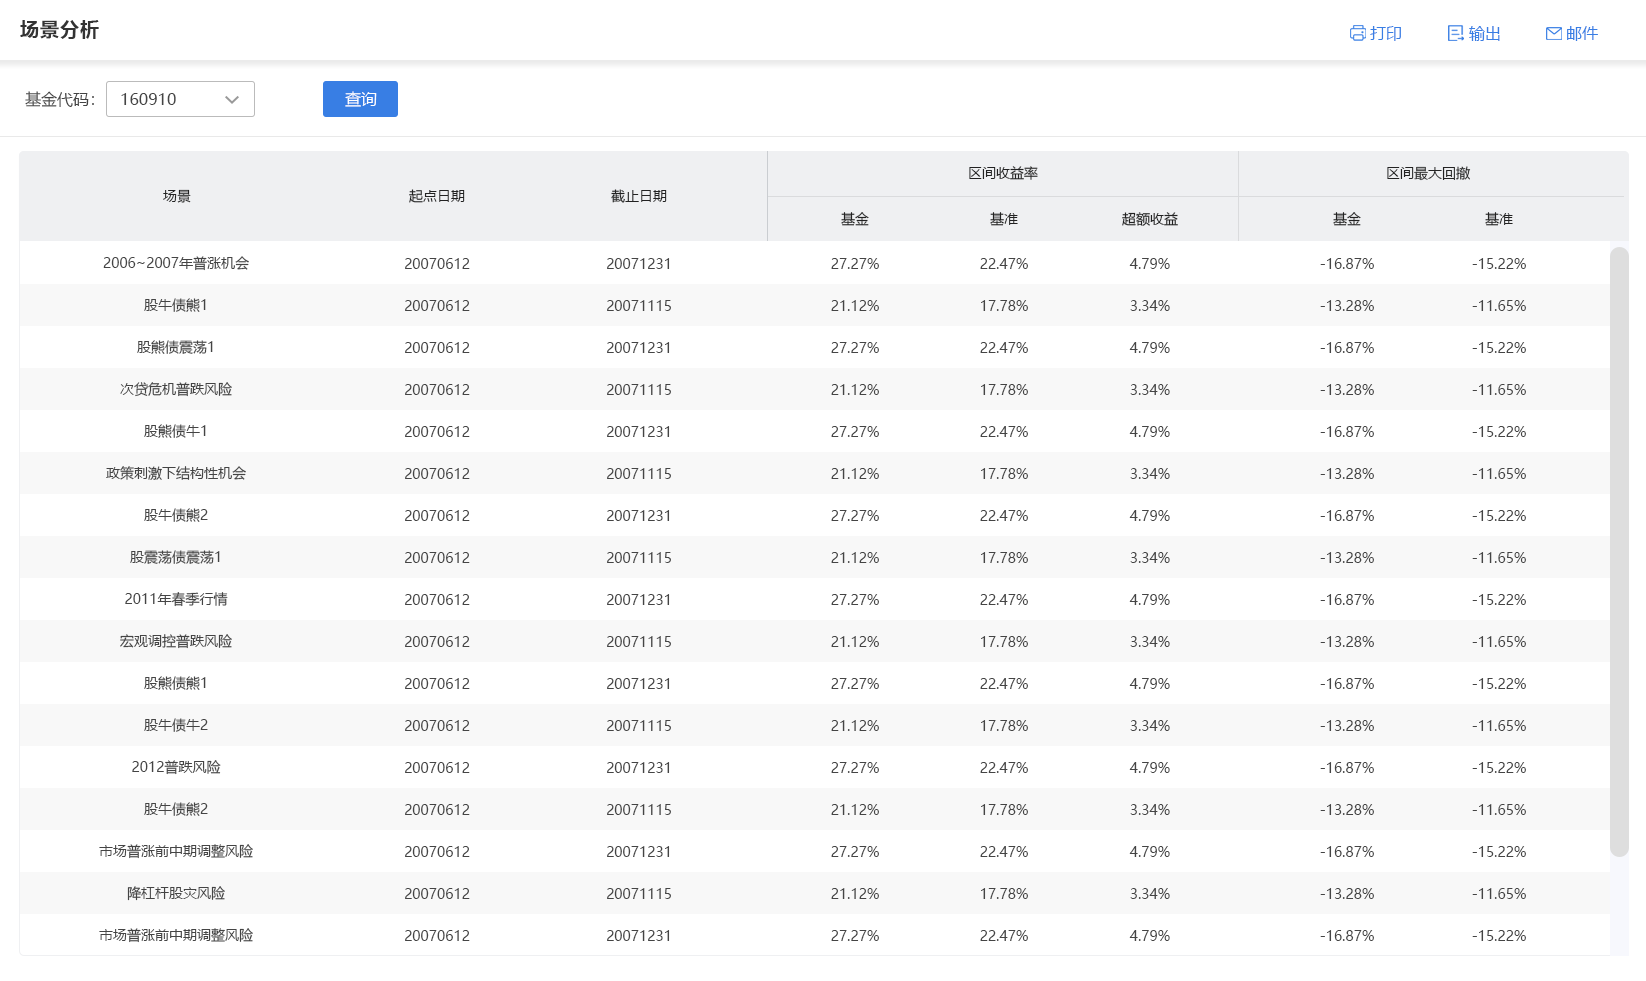 场景分析
打印 输出 邮件
基金代码: 160910 查询
场景 起点日期 截止日期 区间收益率 区间最大回撤
基金 基准 超额收益 基金 基准
2006~2007年普涨机会 20070612 20071231 27.27% 22.47% 4.79% -16.87% -15.22%
股牛债熊1 20070612 20071115 21.12% 17.78% 3.34% -13.28% -11.65%
股熊债震荡1 20070612 20071231 27.27% 22.47% 4.79% -16.87% -15.22%
次贷危机普跌风险 20070612 20071115 21.12% 17.78% 3.34% -13.28% -11.65%
股熊债牛1 20070612 20071231 27.27% 22.47% 4.79% -16.87% -15.22%
政策刺激下结构性机会 20070612 20071115 21.12% 17.78% 3.34% -13.28% -11.65%
股牛债熊2 20070612 20071231 27.27% 22.47% 4.79% -16.87% -15.22%
股震荡债震荡1 20070612 20071115 21.12% 17.78% 3.34% -13.28% -11.65%
2011年春季行情 20070612 20071231 27.27% 22.47% 4.79% -16.87% -15.22%
宏观调控普跌风险 20070612 20071115 21.12% 17.78% 3.34% -13.28% -11.65%
股熊债熊1 20070612 20071231 27.27% 22.47% 4.79% -16.87% -15.22%
股牛债牛2 20070612 20071115 21.12% 17.78% 3.34% -13.28% -11.65%
2012普跌风险 20070612 20071231 27.27% 22.47% 4.79% -16.87% -15.22%
股牛债熊2 20070612 20071115 21.12% 17.78% 3.34% -13.28% -11.65%
市场普涨前中期调整风险 20070612 20071231 27.27% 22.47% 4.79% -16.87% -15.22%
降杠杆股灾风险 20070612 20071115 21.12% 17.78% 3.34% -13.28% -11.65%
市场普涨前中期调整风险 20070612 20071231 27.27% 22.47% 4.79% -16.87% -15.22%